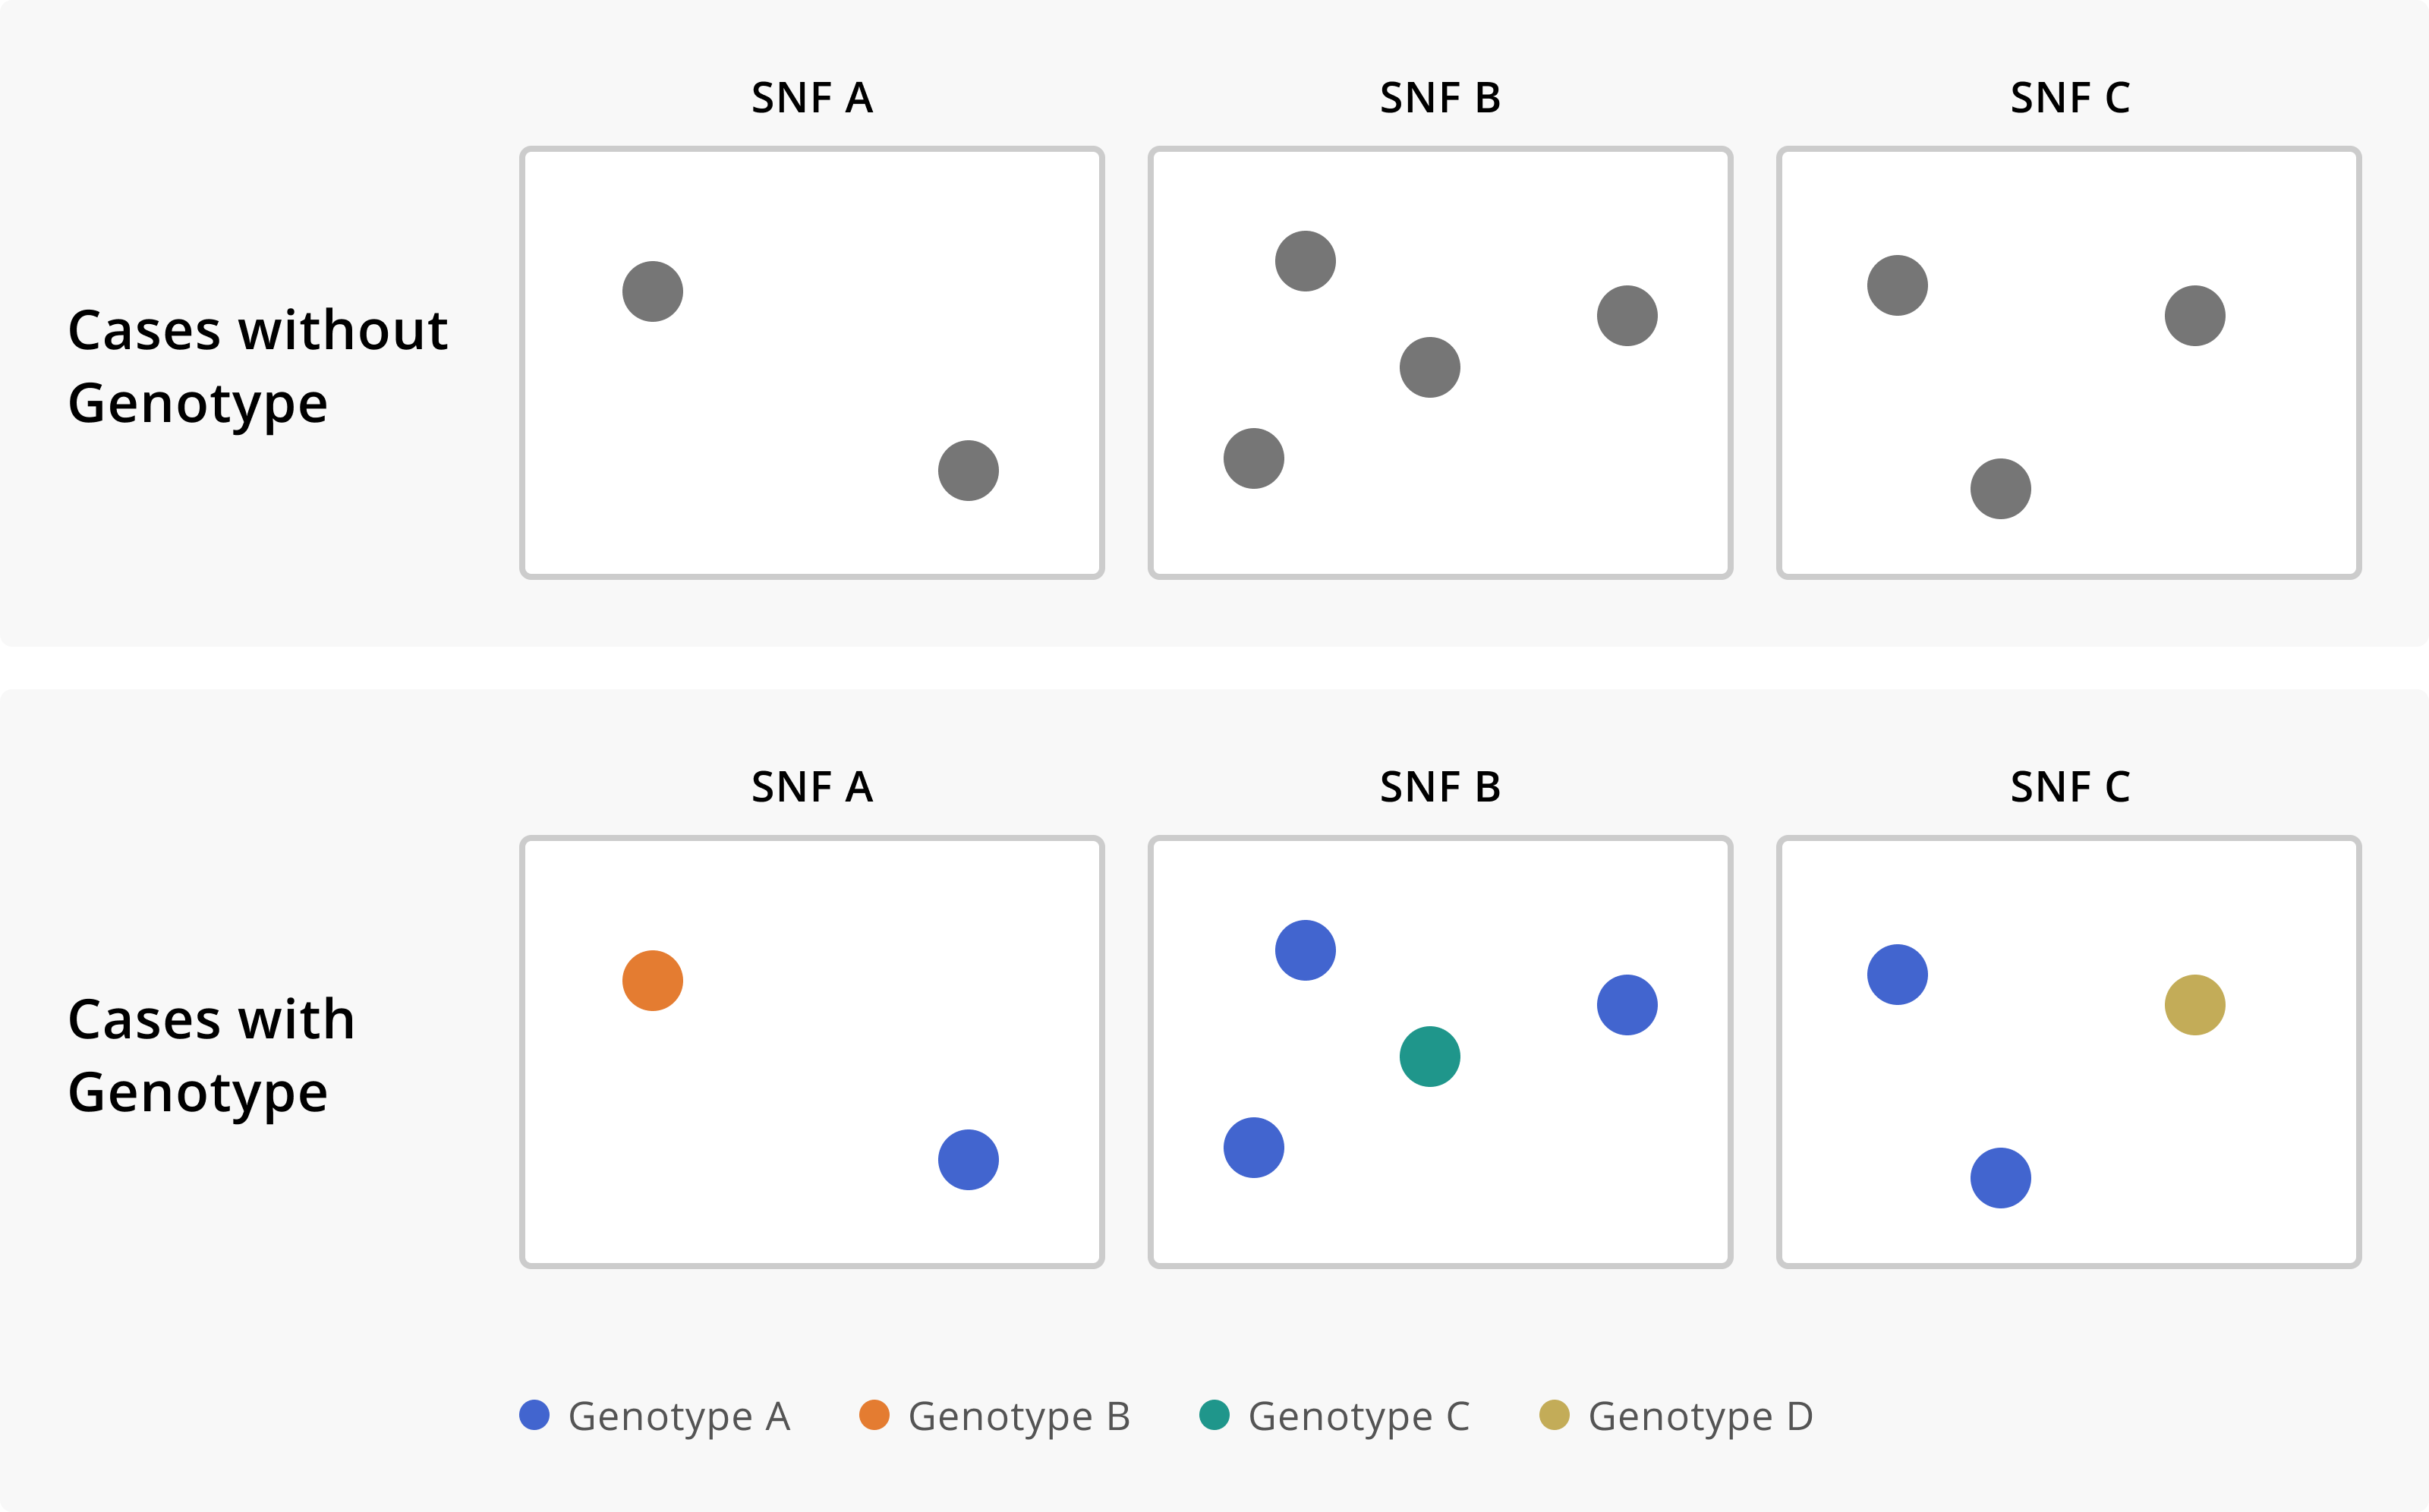 SNF A
SNF B
SNF C
Cases without
Genotype
SNF A
SNF B
SNF C
Cases with
Genotype
Genotype A
Genotype B
Genotype C
Genotype D